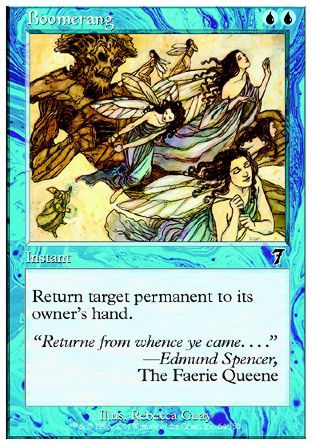 Boomerang
Instant
7
Return target permanent to its
owner's hand.
"Returne from whence ye came. . . ."
—Edmund Spencer,
The Faerie Queene
Illus. Rebecca Guay